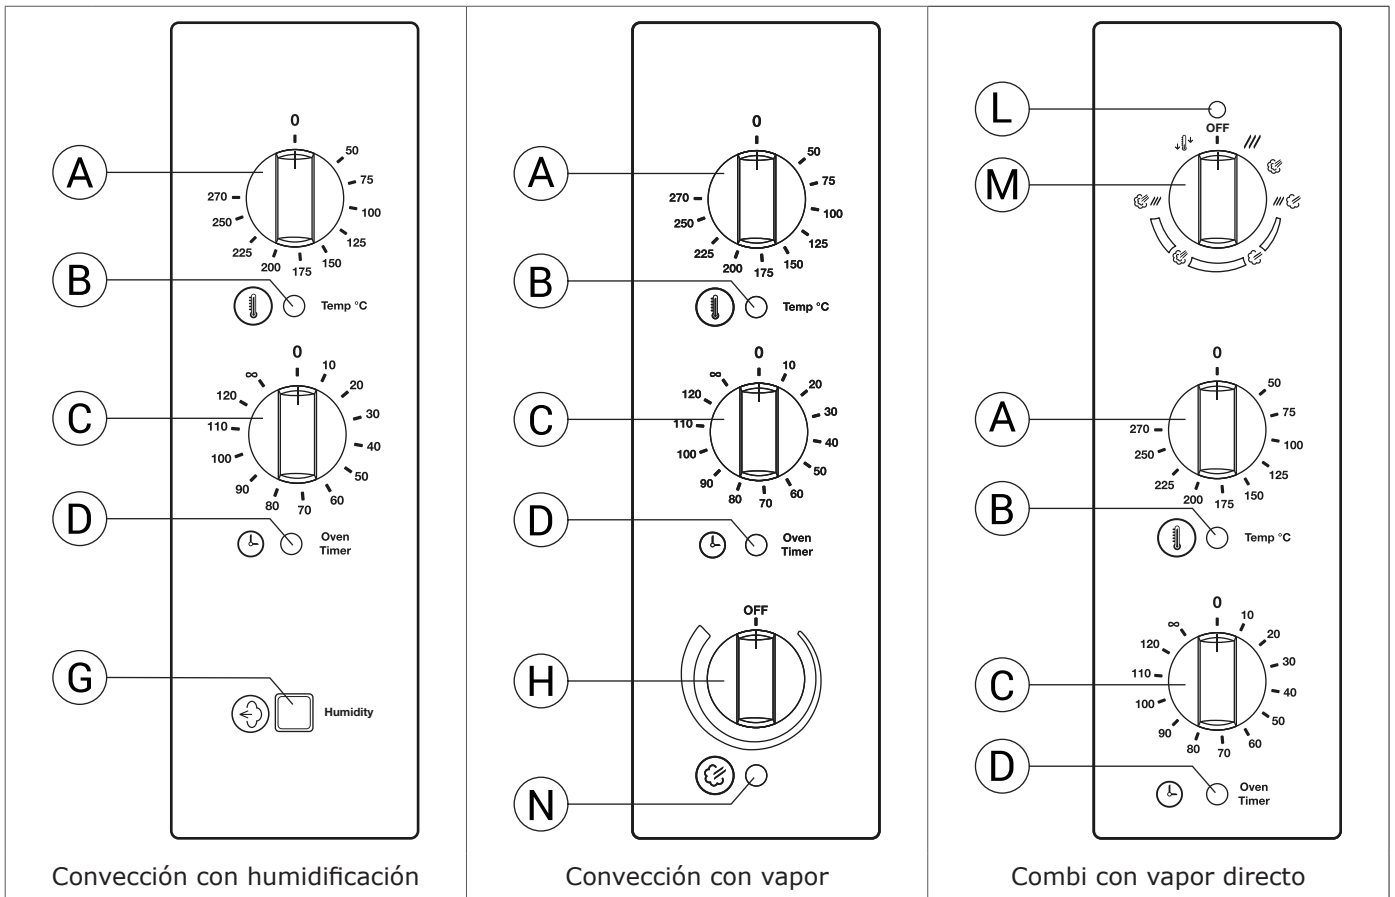 0
50
75
100
125
150
175
200
225
250
270
A
B
Temp °C
0
10
20
30
40
50
60
70
80
90
100
110
120
∞
C
D
Oven
Timer
G
Humidity
Convección con humidificación
0
50
75
100
125
150
175
200
225
250
270
A
B
Temp °C
0
10
20
30
40
50
60
70
80
90
100
110
120
∞
C
D
Oven
Timer
OFF
H
N
Convección con vapor
L
OFF
M
0
50
75
100
125
150
175
200
225
250
270
A
B
Temp °C
0
10
20
30
40
50
60
70
80
90
100
110
120
∞
C
D
Oven
Timer
Combi con vapor directo